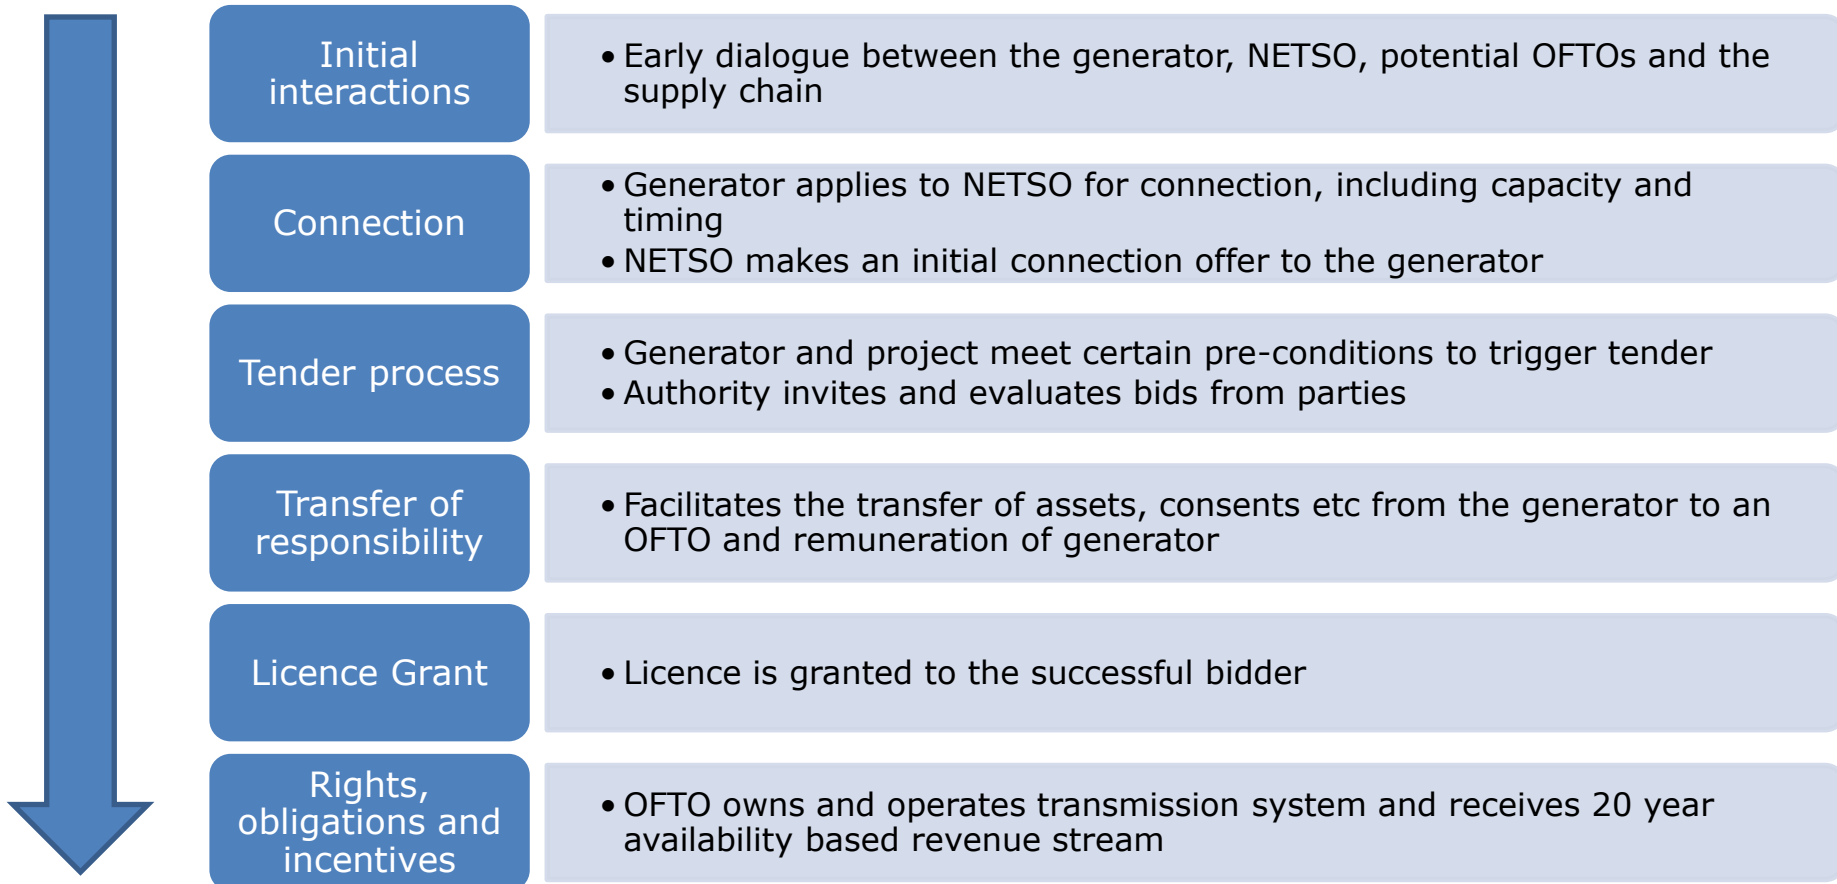 Initial
interactions
• Early dialogue between the generator, NETSO, potential OFTOs and the
supply chain
Connection
• Generator applies to NETSO for connection, including capacity and
timing
• NETSO makes an initial connection offer to the generator
Tender process
• Generator and project meet certain pre-conditions to trigger tender
• Authority invites and evaluates bids from parties
Transfer of
responsibility
• Facilitates the transfer of assets, consents etc from the generator to an
OFTO and remuneration of generator
Licence Grant
• Licence is granted to the successful bidder
Rights,
obligations and
incentives
• OFTO owns and operates transmission system and receives 20 year
availability based revenue stream